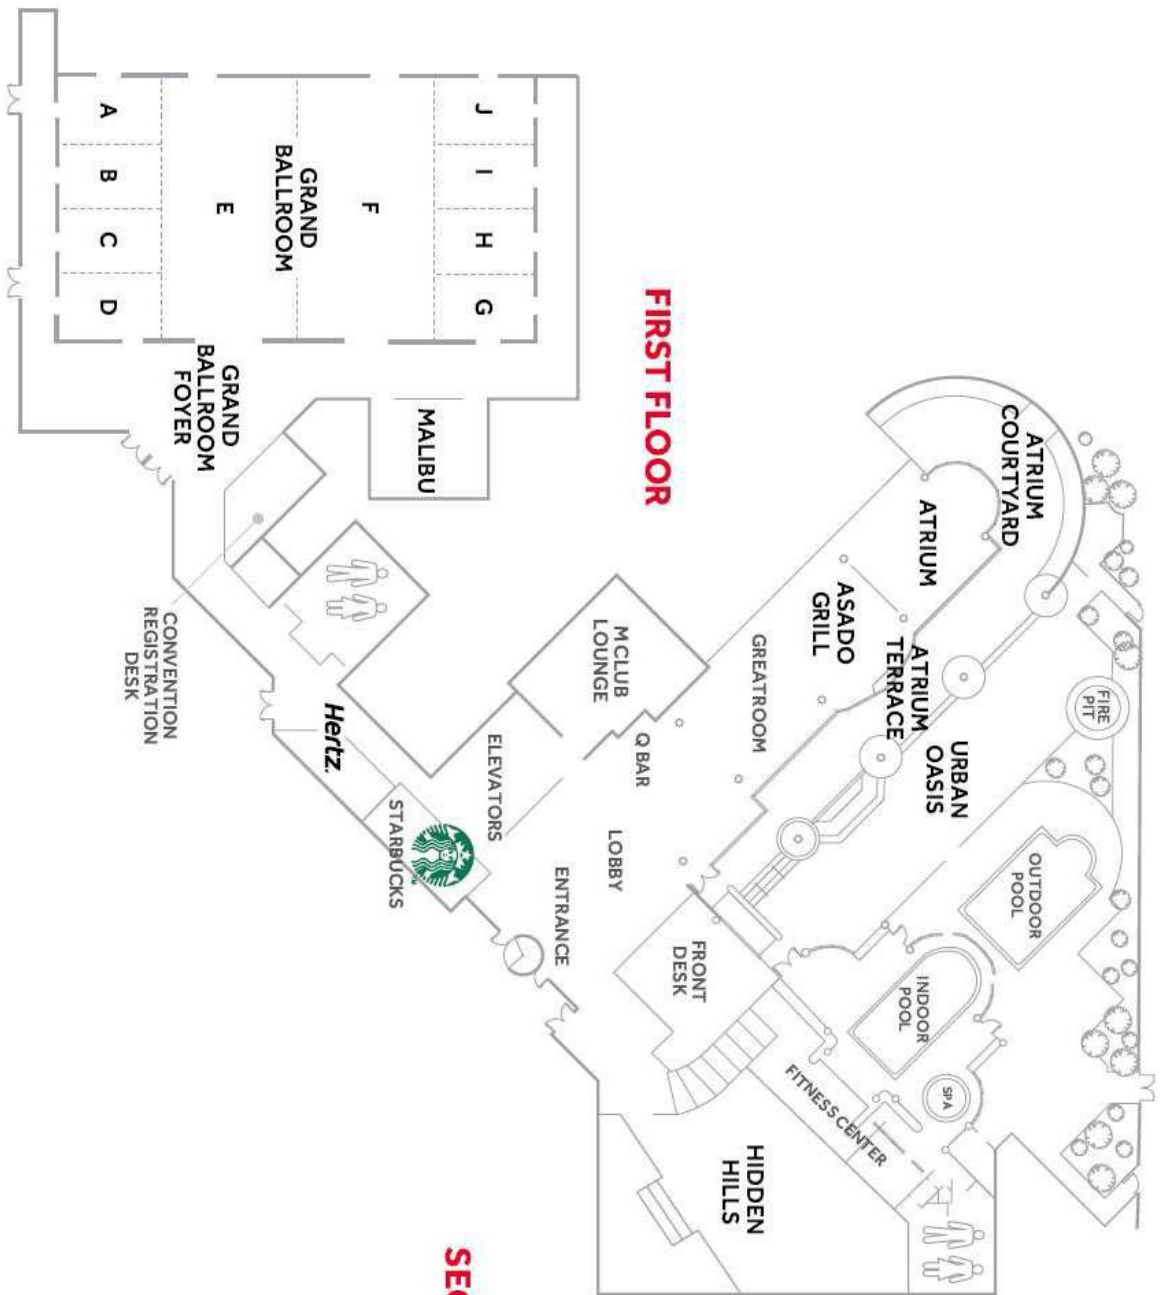 FIRST FLOOR
J
I
H
G
F
GRAND
BALLROOM
E
A
B
C
D
GRAND
BALLROOM
FOYER
MALIBU
CONVENTION
REGISTRATION
DESK
Hertz.
STARBUCKS
ELEVATORS
ENTRANCE
MCLUB
LOUNGE
Q BAR
LOBBY
GREATROOM
ASADO
GRILL
ATRIUM
ATRIUM
COURTYARD
ATRIUM
TERRACE
URBAN
OASIS
FIRE
PIT
OUTDOOR
POOL
INDOOR
POOL
SPA
FRONT
DESK
FITNESS CENTER
HIDDEN
HILLS